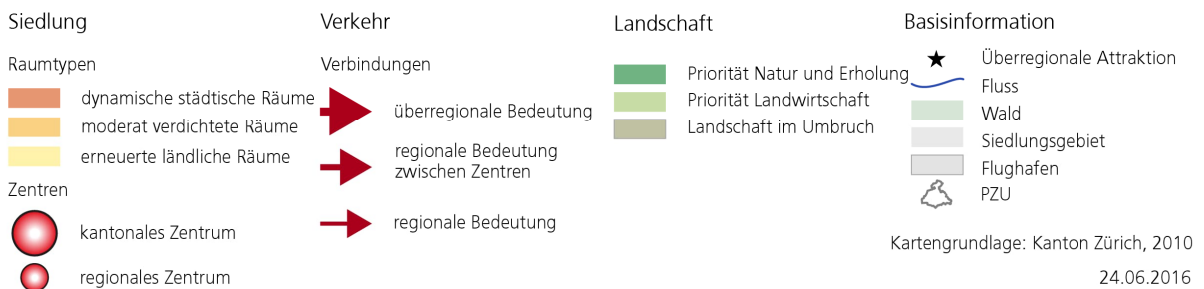 Siedlung
Raumtypen
dynamische städtische Räume
moderat verdichtete Räume
erneuerte ländliche Räume
Zentren
kantonales Zentrum
regionales Zentrum
Verkehr
Verbindungen
überregionale Bedeutung
regionale Bedeutung
zwischen Zentren
regionale Bedeutung
Landschaft
Priorität Natur und Erholung
Priorität Landwirtschaft
Landschaft im Umbruch
Basisinformation
Überregionale Attraktion
Fluss
Wald
Siedlungsgebiet
Flughafen
PZU
Kartengrundlage: Kanton Zürich, 2010
24.06.2016